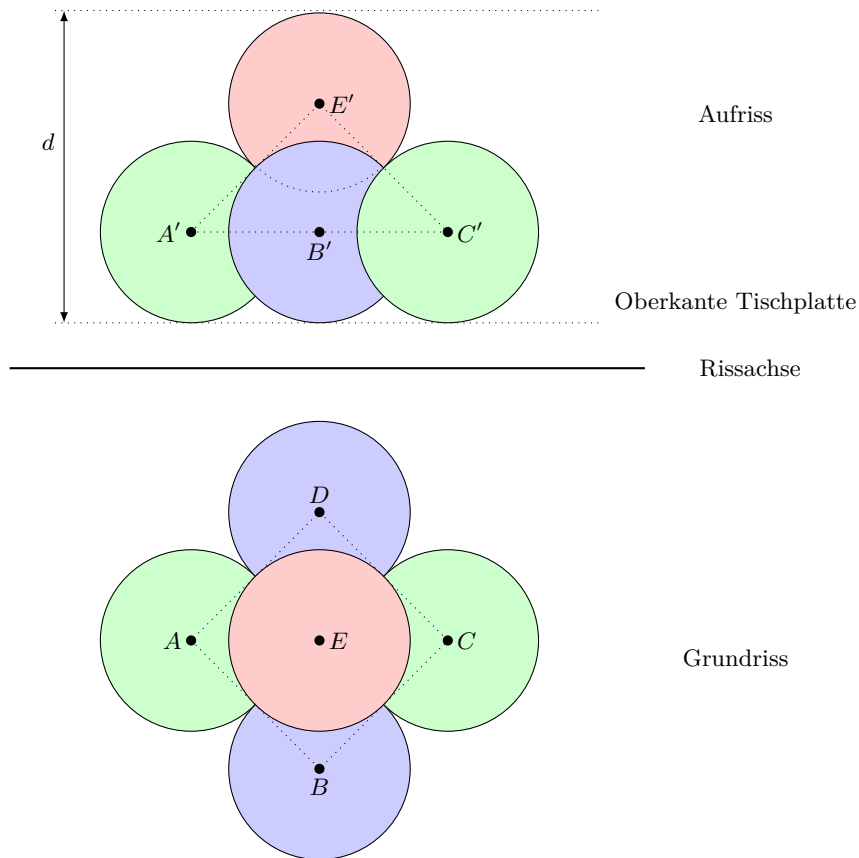 Aufriss
E′
d
A′
B′
C′
Oberkante Tischplatte
Rissachse
D
A
E
C
Grundriss
B